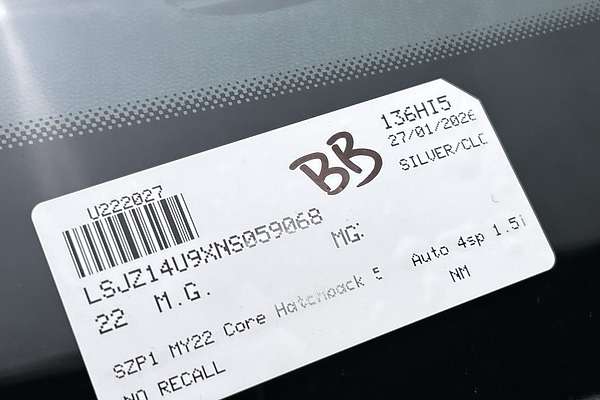 U222027
BB
136HI5
27/01/2026
SILVER/CLO
LSJZ14U9XNS059068
MG:
22 M.G.
Auto 4sp 1.5i
SZP1 MY22 Core Hatchback 5
NM
NO RECALL